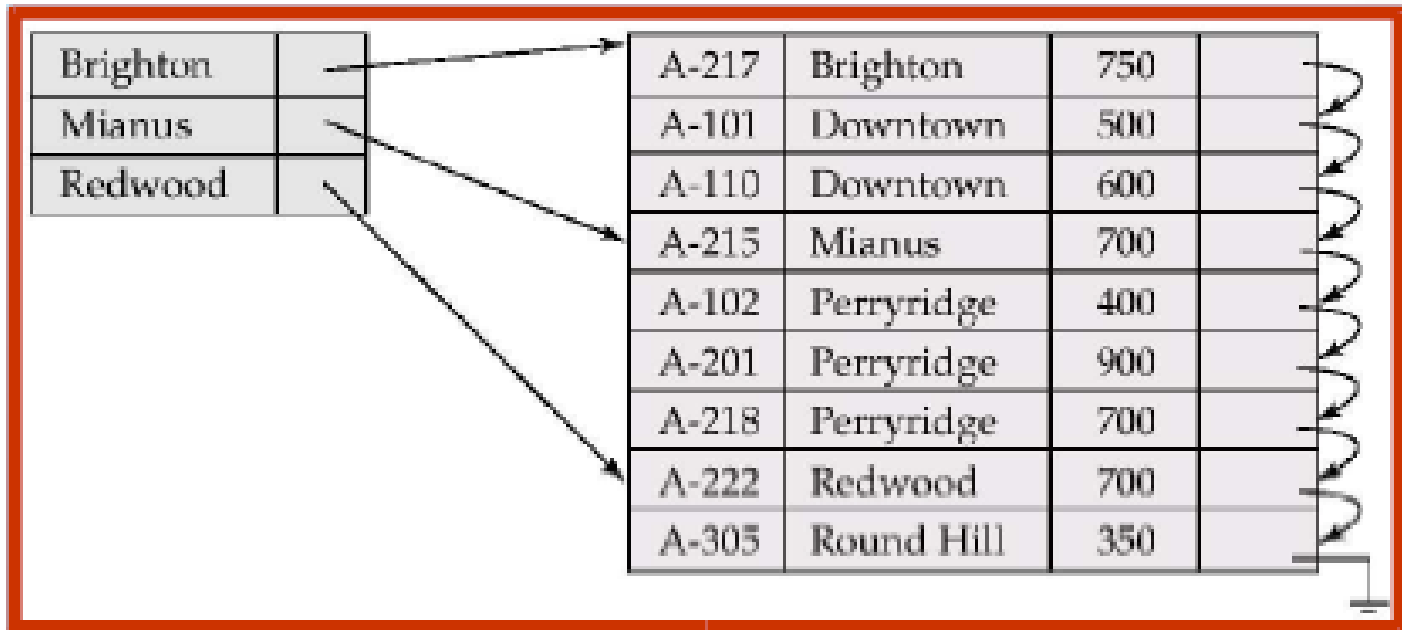 Brighton
Mianus
Redwood
A-217 Brighton 750
A-101 Downtown 500
A-110 Downtown 600
A-215 Mianus 700
A-102 Perryridge 400
A-201 Perryridge 900
A-218 Perryridge 700
A-222 Redwood 700
A-305 Round Hill 350